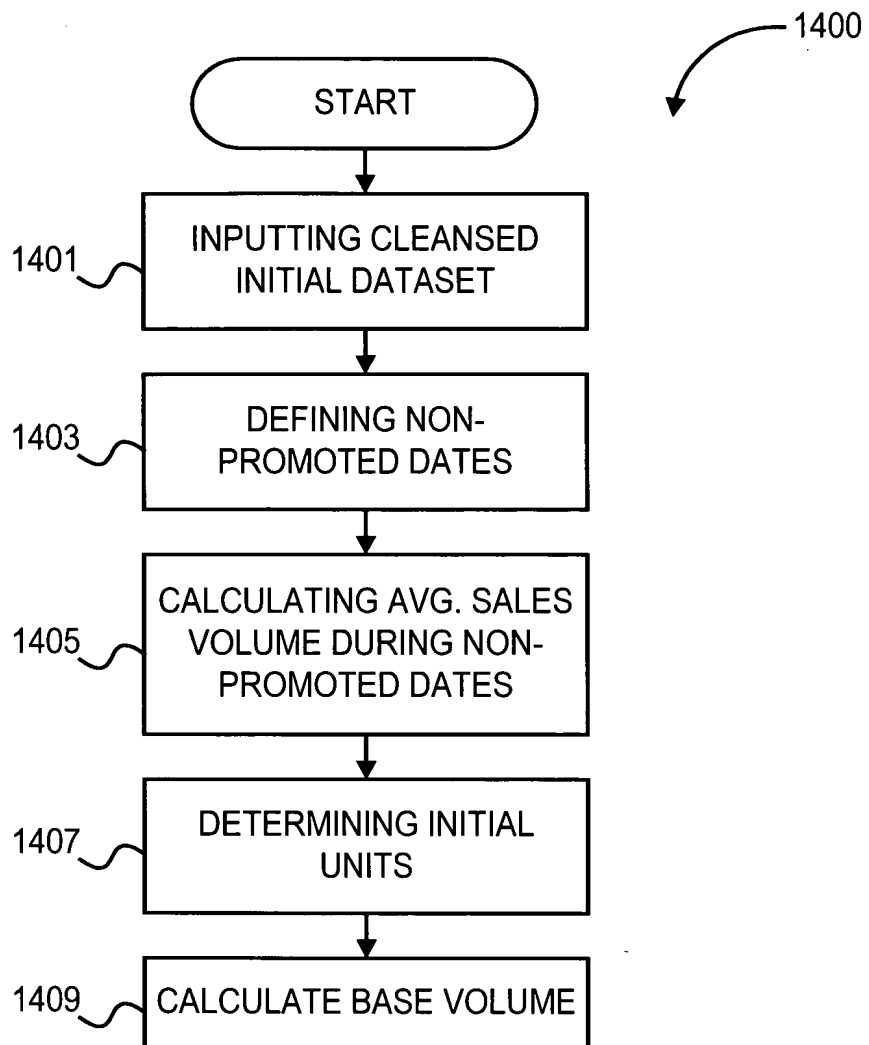 1400
START
1401
INPUTTING CLEANSED
INITIAL DATASET
1403
DEFINING NON-
PROMOTED DATES
1405
CALCULATING AVG. SALES
VOLUME DURING NON-
PROMOTED DATES
1407
DETERMINING INITIAL
UNITS
1409
CALCULATE BASE VOLUME